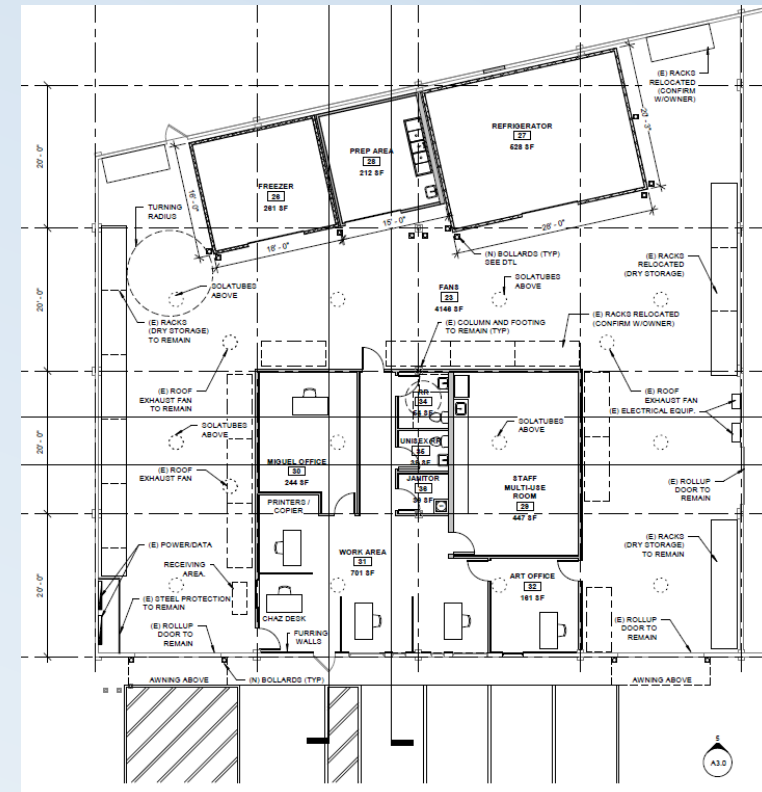 (E) RACKS
RELOCATED
(CONFIRM
W/OWNER)
REFRIGERATOR
27
628 SF
20' - 3"
PREP AREA
28
212 SF
FREEZER
26
261 SF
20' - 0"
16' - 0"
TURNING
RADIUS
18' - 0"
15' - 0"
28' - 0"
(N) BOLLARDS (TYP)
SEE DTL
SOLATUBES
ABOVE
SOLATUBES
ABOVE
(E) RACKS
RELOCATED
(DRY STORAGE)
FANS
23
4146 SF
20' - 0"
(E) RACKS
(DRY STORAGE)
TO REMAIN
(E) COLUMN AND FOOTING
TO REMAIN (TYP)
(E) RACKS RELOCATED
(CONFIRM W/OWNER)
(E) ROOF
EXHAUST FAN
TO REMAIN
RR
34
(E) ROOF
EXHAUST FAN
(E) ELECTRICAL EQUIP.
SOLATUBES
ABOVE
SOLATUBES
ABOVE
20' - 0"
UNISEX RR
35
MIGUEL OFFICE
30
244 SF
(E) ROOF
EXHAUST FAN
JANITOR
36
STAFF
MULTI-USE
ROOM
29
447 SF
(E) ROLLUP
DOOR TO
REMAIN
PRINTERS /
COPIER
(E) RACKS
(DRY STORAGE)
TO REMAIN
(E) POWER/DATA
WORK AREA
31
701 SF
RECEIVING
AREA.
20' - 0"
ART OFFICE
32
161 SF
(E) STEEL PROTECTION
TO REMAIN
CHAZ DESK
(E) ROLLUP
DOOR TO
REMAIN
FURRING
WALLS
(E) ROLLUP
DOOR TO
REMAIN
AWNING ABOVE
(N) BOLLARDS (TYP)
AWNING ABOVE
5
A3.0